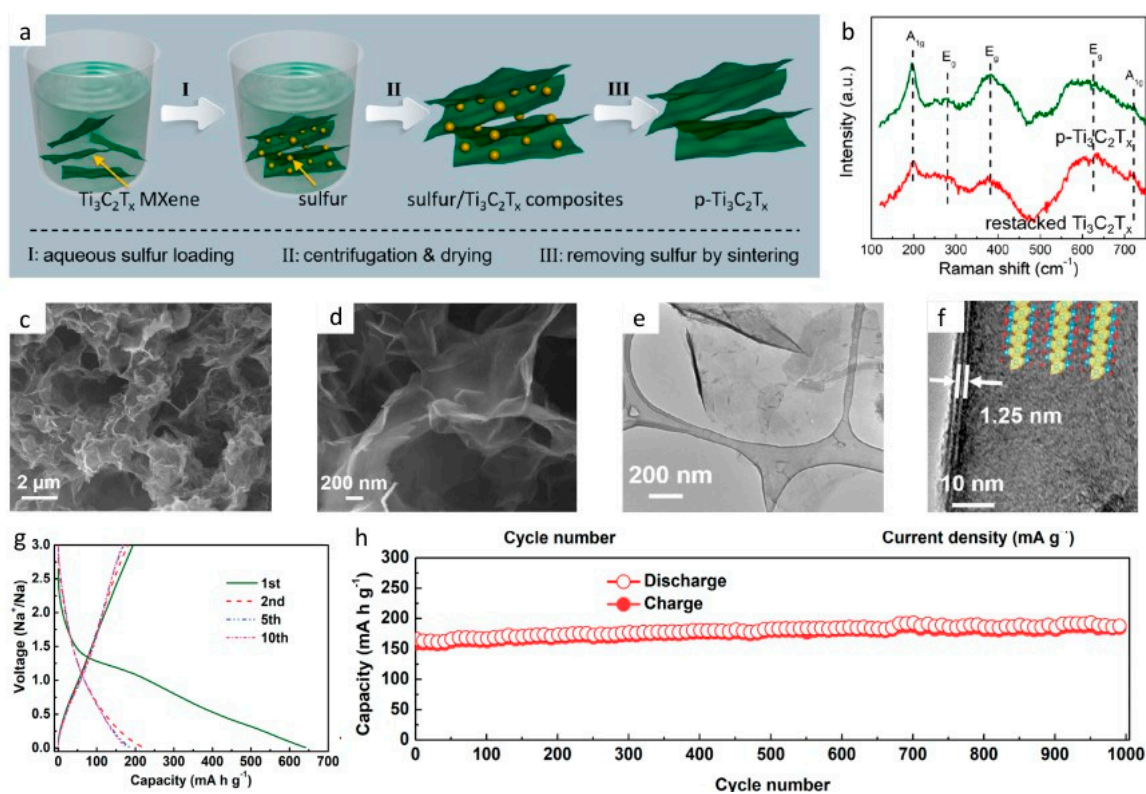 a
I
II
III
Ti₃C₂Tₓ MXene
sulfur
sulfur/Ti₃C₂Tₓ composites
p-Ti₃C₂Tₓ
I: aqueous sulfur loading
II: centrifugation & drying
III: removing sulfur by sintering
b
A₁g
E_g
E_g
E_g
A₁g
Intensity (a.u.)
p-Ti₃C₂Tₓ
restacked Ti₃C₂Tₓ
100 200 300 400 500 600 700
Raman shift (cm⁻¹)
c
2 µm
d
200 nm
e
200 nm
f
1.25 nm
10 nm
g
Voltage (Na⁺/Na)
3.0
2.5
2.0
1.5
1.0
0.5
0.0
1st
2nd
5th
10th
0 100 200 300 400 500 600 700
Capacity (mA h g⁻¹)
h
Cycle number
Current density (mA g⁻¹)
Capacity (mA h g⁻¹)
300
250
200
150
100
50
0
Discharge
Charge
0 100 200 300 400 500 600 700 800 900 1000
Cycle number